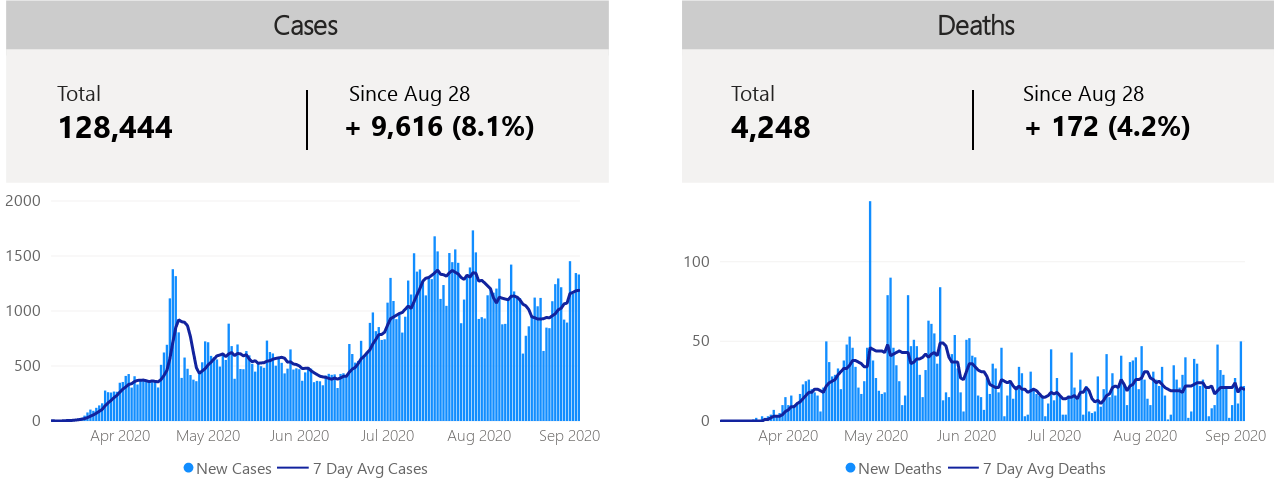 Cases
Total
128,444
Since Aug 28
+ 9,616 (8.1%)
2000
1500
1000
500
0
Apr 2020 May 2020 Jun 2020 Jul 2020 Aug 2020 Sep 2020
New Cases 7 Day Avg Cases
Deaths
Total
4,248
Since Aug 28
+ 172 (4.2%)
100
50
0
Apr 2020 May 2020 Jun 2020 Jul 2020 Aug 2020 Sep 2020
New Deaths 7 Day Avg Deaths